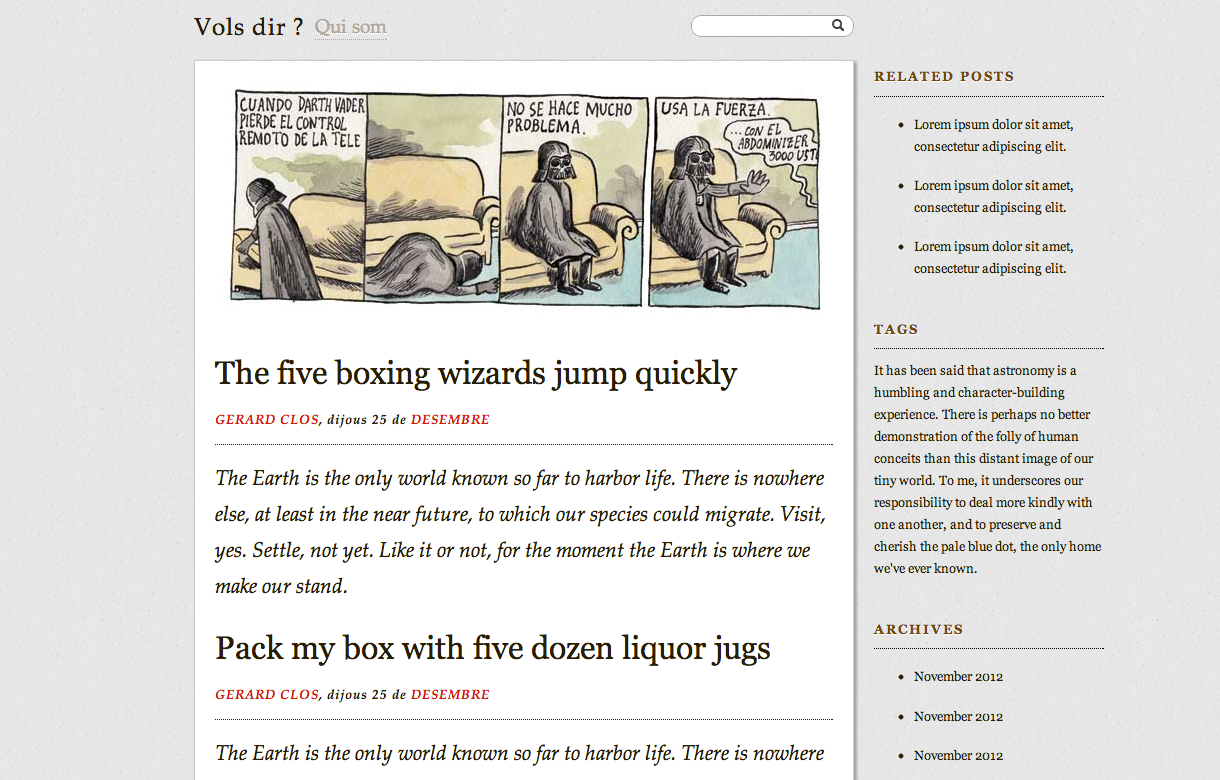 Vols dir ? Qui som
CUANDO DARTH VADER
PIERDE EL CONTROL
REMOTO DE LA TELE
NO SE HACE MUCHO
PROBLEMA.
USA LA FUERZA.
...CON EL
ABDOMINIZER
3000 UST
The five boxing wizards jump quickly
GERARD CLOS, dijous 25 de DESEMBRE
The Earth is the only world known so far to harbor life. There is nowhere
else, at least in the near future, to which our species could migrate. Visit,
yes. Settle, not yet. Like it or not, for the moment the Earth is where we
make our stand.
Pack my box with five dozen liquor jugs
GERARD CLOS, dijous 25 de DESEMBRE
The Earth is the only world known so far to harbor life. There is nowhere
RELATED POSTS
Lorem ipsum dolor sit amet,
consectetur adipiscing elit.
Lorem ipsum dolor sit amet,
consectetur adipiscing elit.
Lorem ipsum dolor sit amet,
consectetur adipiscing elit.
TAGS
It has been said that astronomy is a
humbling and character-building
experience. There is perhaps no better
demonstration of the folly of human
conceits than this distant image of our
tiny world. To me, it underscores our
responsibility to deal more kindly with
one another, and to preserve and
cherish the pale blue dot, the only home
we've ever known.
ARCHIVES
November 2012
November 2012
November 2012